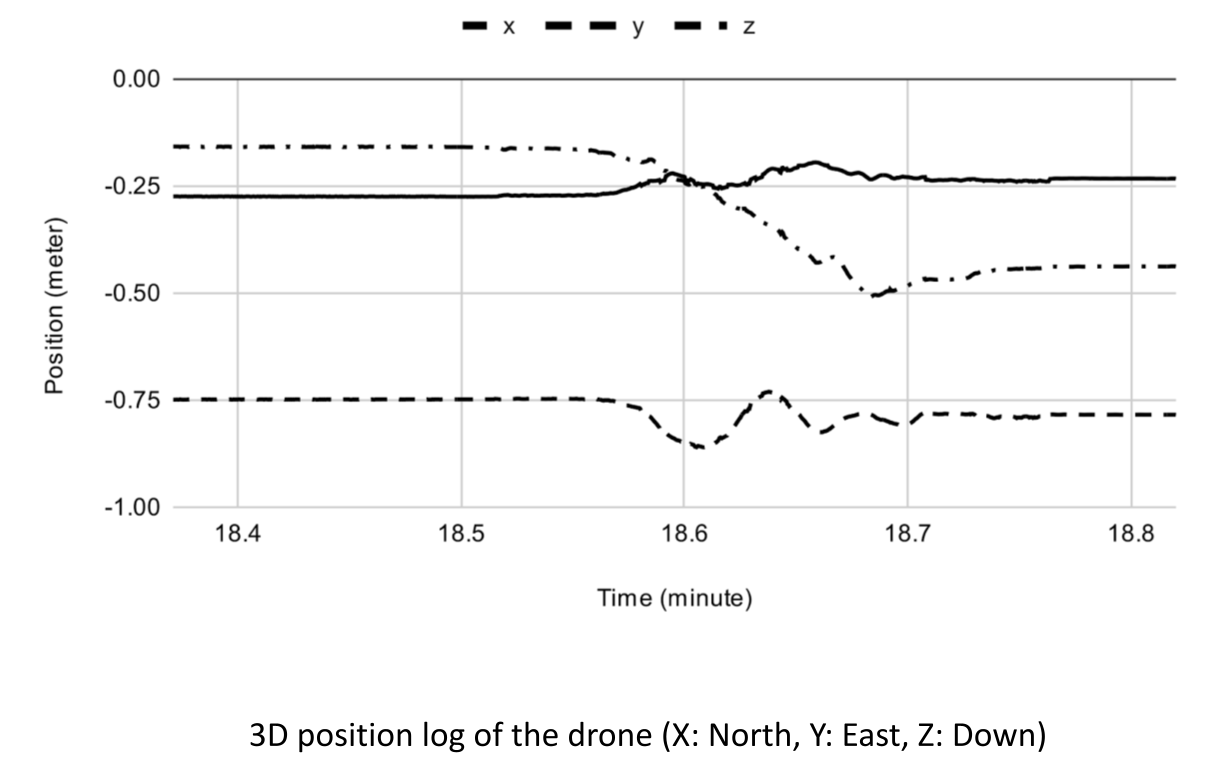 x y z
0.00
-0.25
-0.50
-0.75
-1.00
Position (meter)
18.4 18.5 18.6 18.7 18.8
Time (minute)
3D position log of the drone (X: North, Y: East, Z: Down)